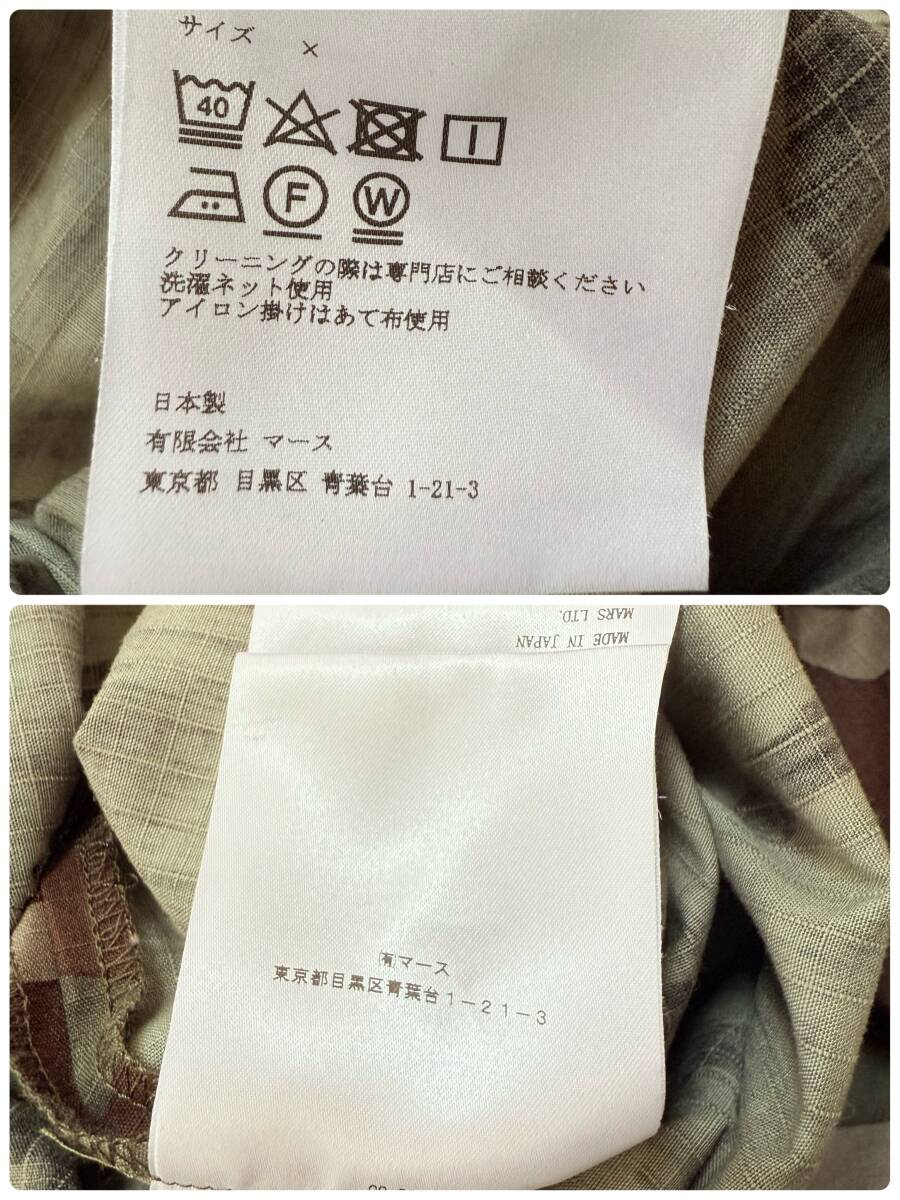 サイズ ×
40
F W
クリーニングの際は専門店にご相談ください
洗濯ネット使用
アイロン掛けはあて布使用
日本製
有限会社 マース
東京都 目黒区 青葉台 1-21-3
MARS LTD.
MADE IN JAPAN
㈲マース
東京都目黒区青葉台1-21-3